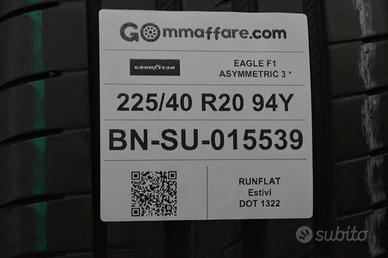 GOmmaffare.com
GOODYEAR
EAGLE F1
ASYMMETRIC 3 *
225/40 R20 94Y
BN-SU-015539
RUNFLAT
Estivi
DOT 1322
subito